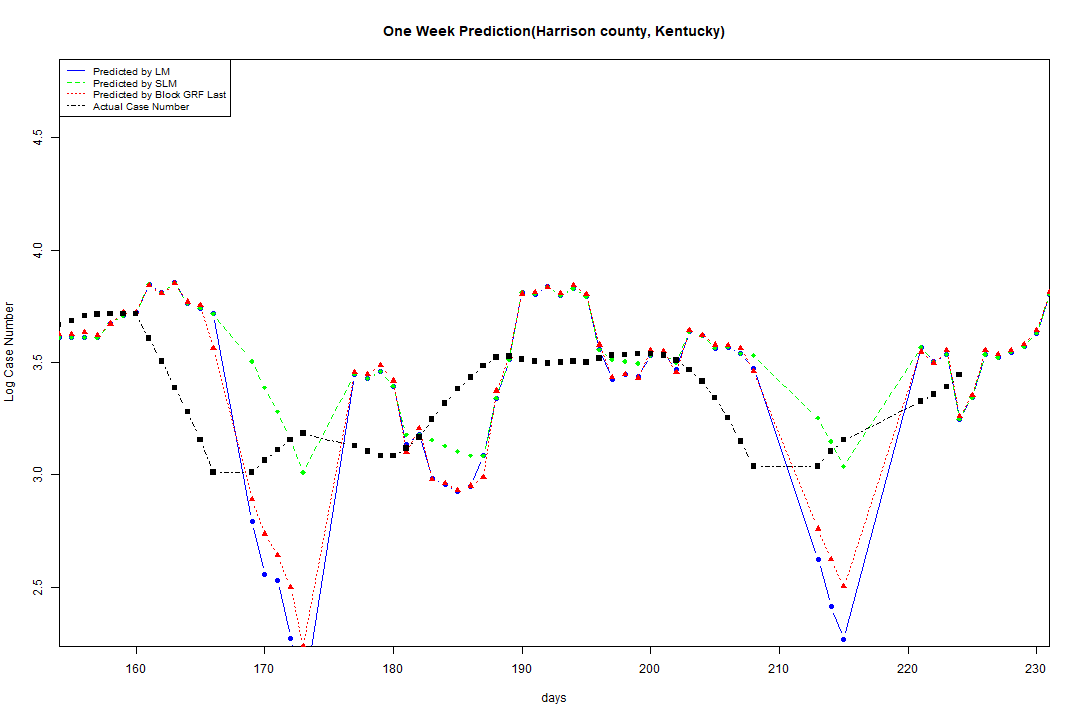 One Week Prediction(Harrison county, Kentucky)
Predicted by LM
Predicted by SLM
Predicted by Block GRF Last
Actual Case Number
4.5
4.0
3.5
3.0
2.5
Log Case Number
160 170 180 190 200 210 220 230
days